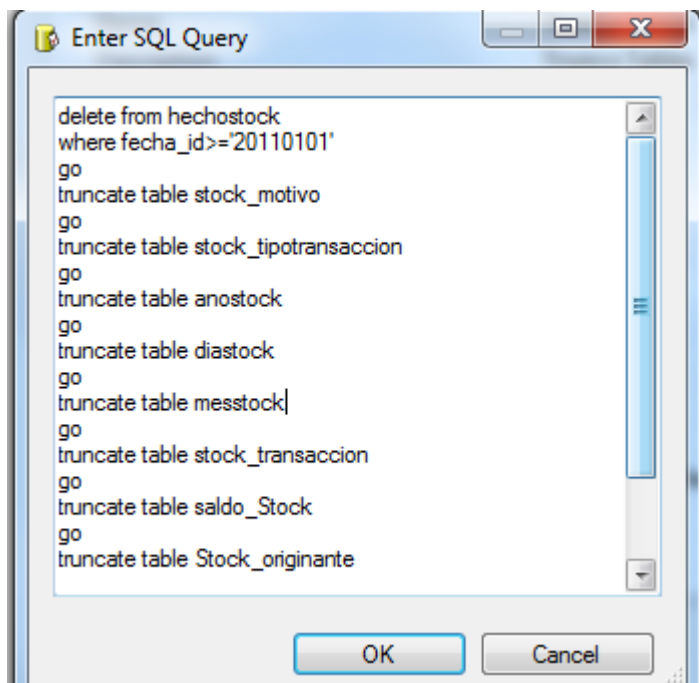 Enter SQL Query
delete from hechostock
where fecha_id>='20110101'
go
truncate table stock_motivo
go
truncate table stock_tipotransaccion
go
truncate table anostock
go
truncate table diastock
go
truncate table messtock
go
truncate table stock_transaccion
go
truncate table saldo_Stock
go
truncate table Stock_originante
OK
Cancel